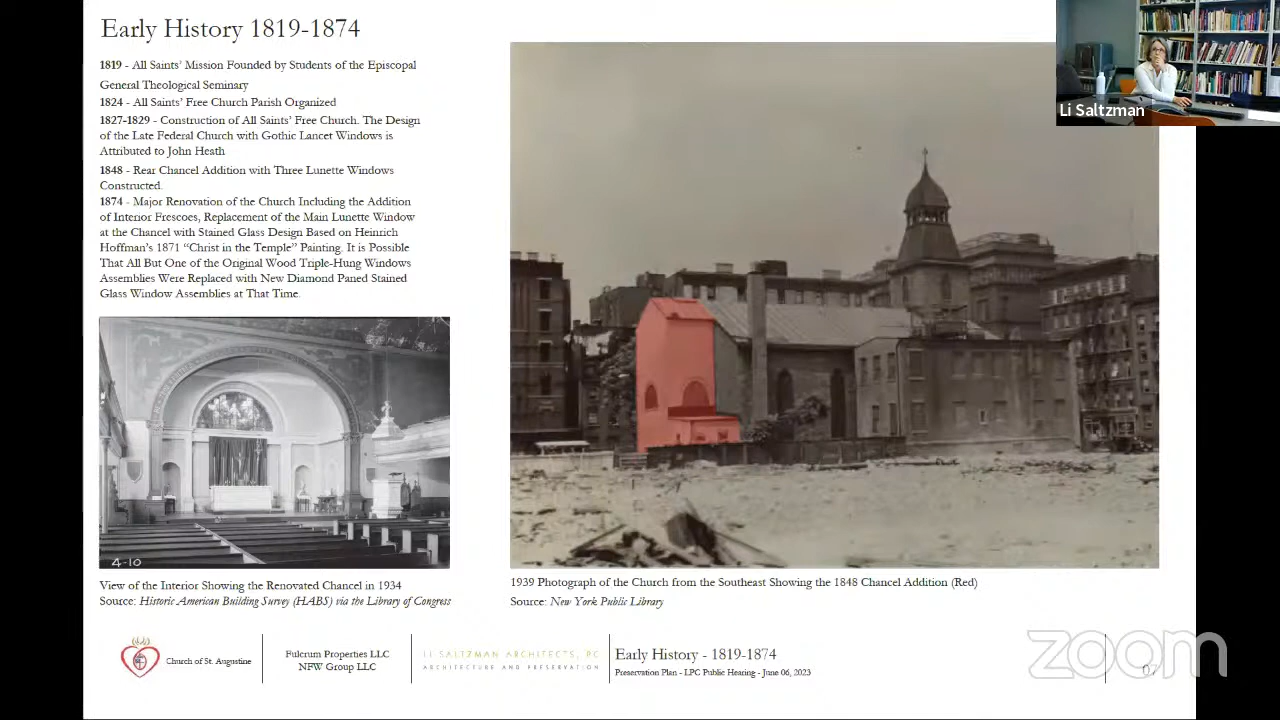 Early History 1819-1874
1819 - All Saints' Mission Founded by Students of the Episcopal
General Theological Seminary
1824 - All Saints' Free Church Parish Organized
1827-1829 - Construction of All Saints' Free Church. The Design
of the Late Federal Church with Gothic Lancet Windows is
Attributed to John Heath
1848 - Rear Chancel Addition with Three Lunette Windows
Constructed.
1874 - Major Renovation of the Church Including the Addition
of Interior Frescoes, Replacement of the Main Lunette Window
at the Chancel with Stained Glass Design Based on Heinrich
Hoffman's 1871 “Christ in the Temple” Painting. It is Possible
That All But One of the Original Wood Triple-Hung Windows
Assemblies Were Replaced with New Diamond Paned Stained
Glass Window Assemblies at That Time.
Li Saltzman
4-10
View of the Interior Showing the Renovated Chancel in 1934
Source: Historic American Building Survey (HABS) via the Library of Congress
1939 Photograph of the Church from the Southeast Showing the 1848 Chancel Addition (Red)
Source: New York Public Library
Church of St. Augustine
Fulcrum Properties LLC
NFW Group LLC
LI SALTZMAN ARCHITECTS, PC
ARCHITECTURE AND PRESERVATION
Early History - 1819-1874
Preservation Plan - LPC Public Hearing - June 06, 2023
zoom